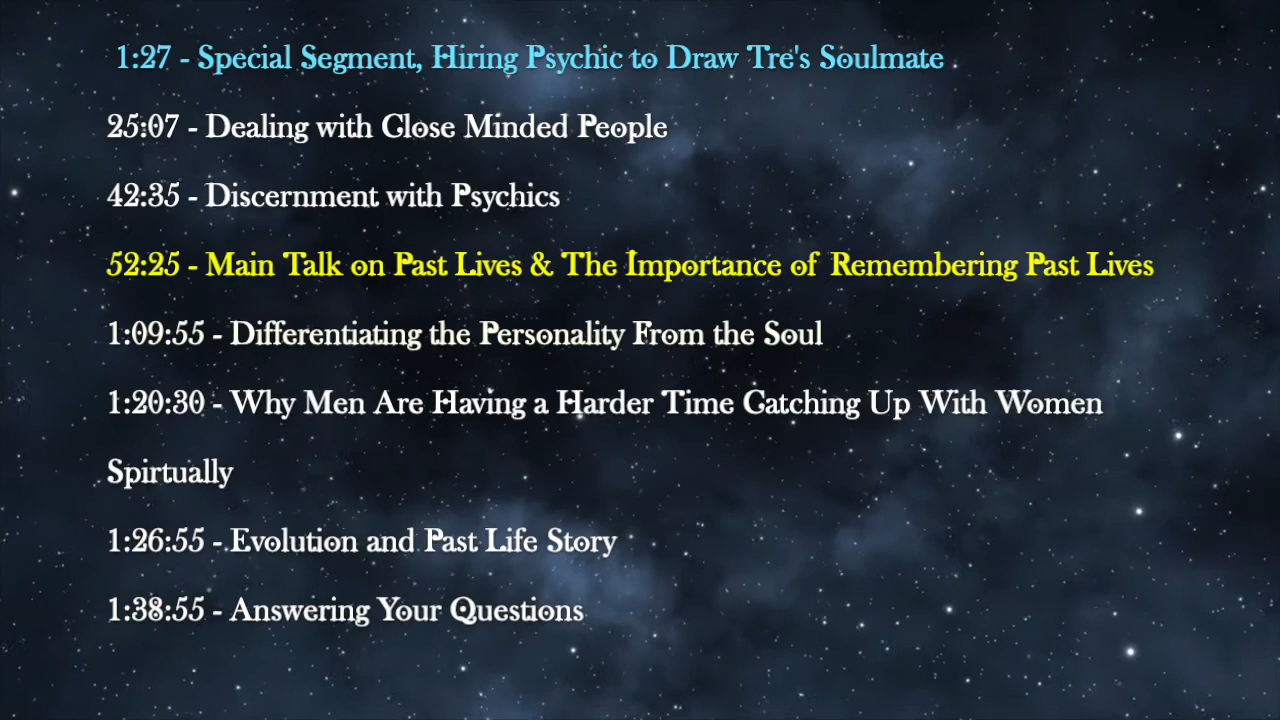 1:27 - Special Segment, Hiring Psychic to Draw Tre's Soulmate
25:07 - Dealing with Close Minded People
42:35 - Discernment with Psychics
52:25 - Main Talk on Past Lives & The Importance of Remembering Past Lives
1:09:55 - Differentiating the Personality From the Soul
1:20:30 - Why Men Are Having a Harder Time Catching Up With Women
Spirtually
1:26:55 - Evolution and Past Life Story
1:38:55 - Answering Your Questions